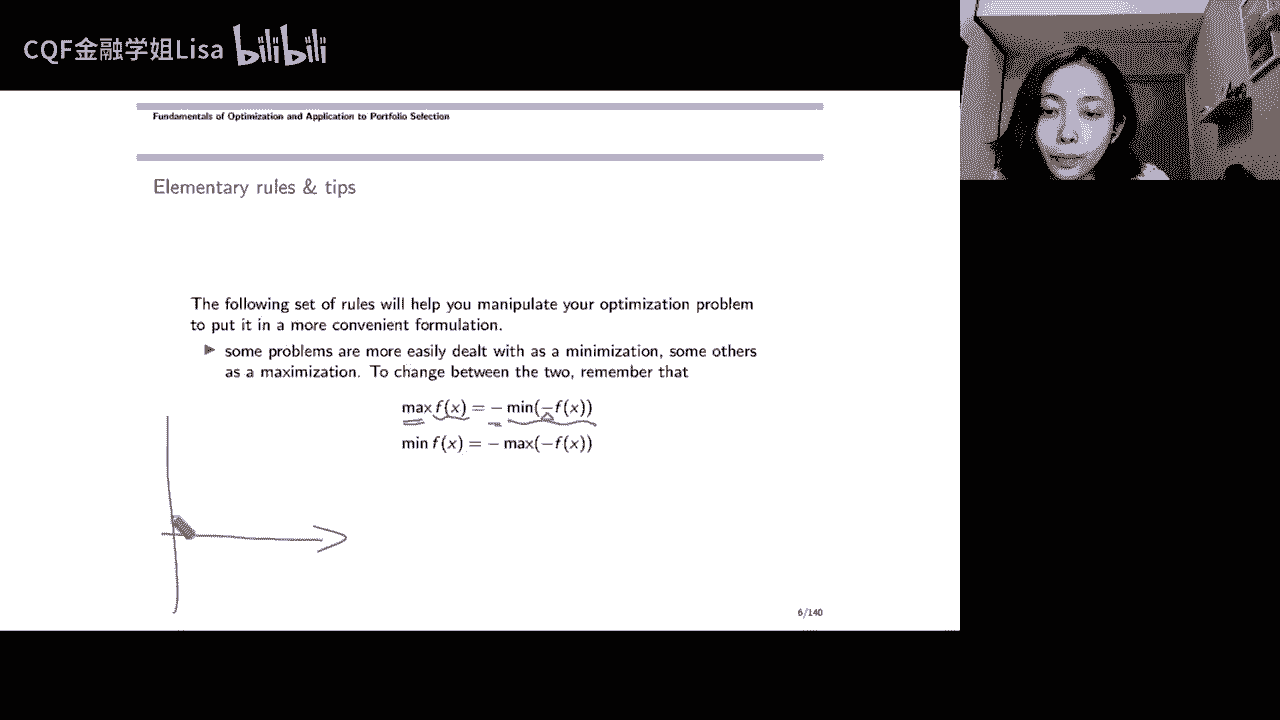 CQF金融学姐Lisa bilibili
Fundamentals of Optimization and Application to Portfolio Selection
Elementary rules & tips
The following set of rules will help you manipulate your optimization problem
to put it in a more convenient formulation.
some problems are more easily dealt with as a minimization, some others
as a maximization. To change between the two, remember that
max f(x) = − min(−f(x))
min f(x) = − max(−f(x))
6/140